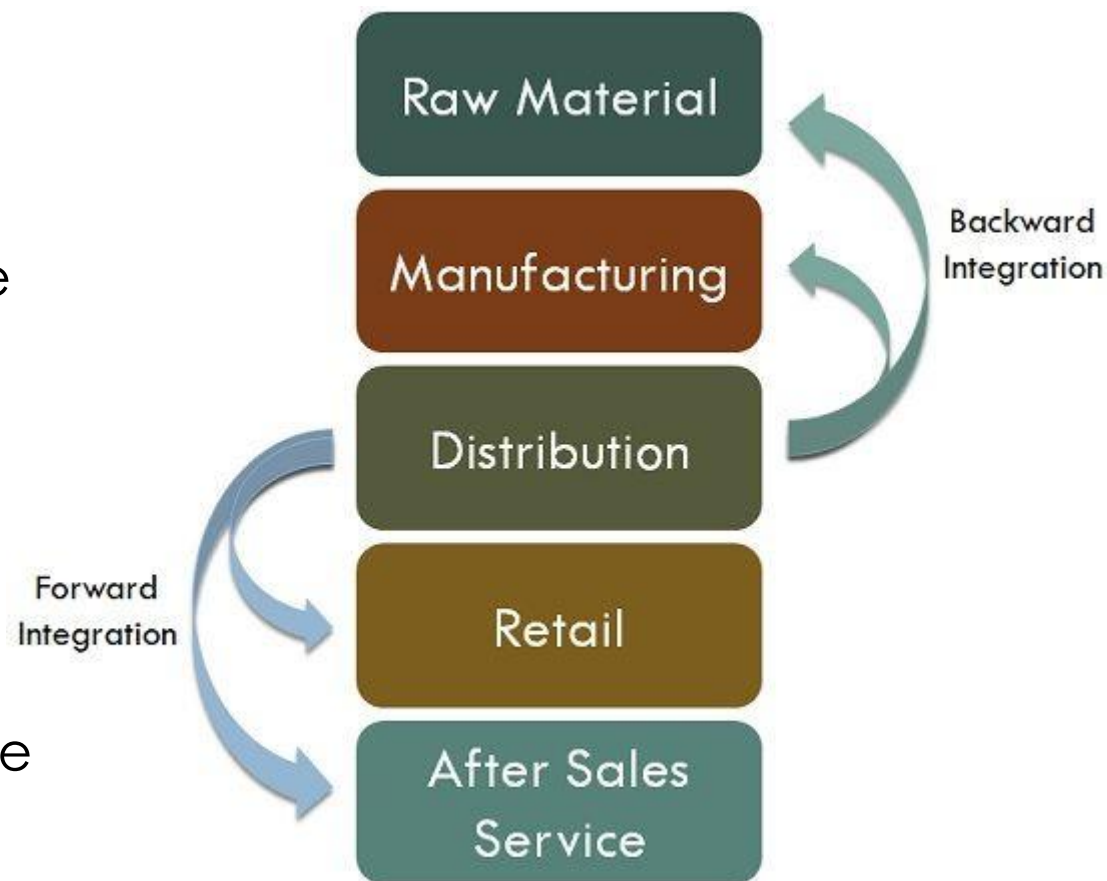 Raw Material
Backward
Integration
e
Manufacturing
Distribution
Forward
Integration
Retail
e
After Sales
Service